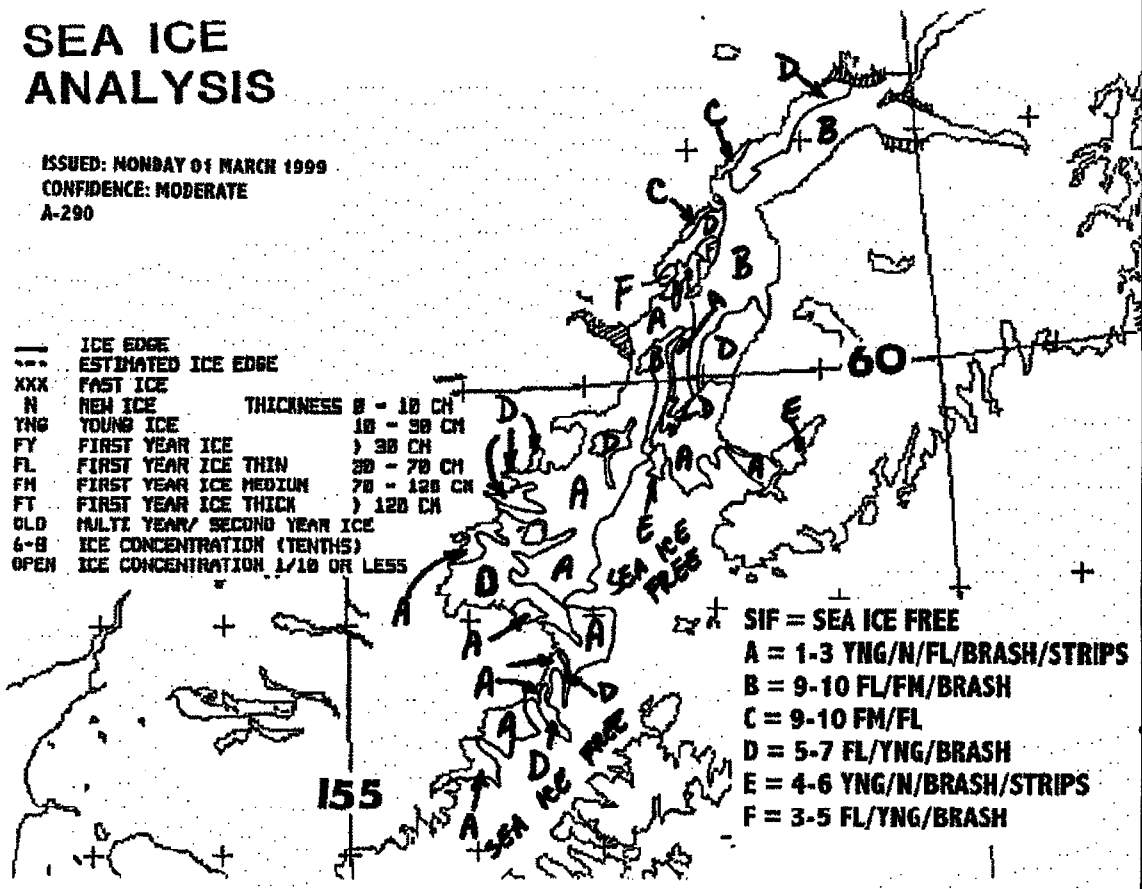 SEA ICE
ANALYSIS
ISSUED: MONDAY 01 MARCH 1999
CONFIDENCE: MODERATE
A-290
ICE EDGE
ESTIMATED ICE EDGE
XXX FAST ICE
N NEW ICE THICKNESS 0 - 10 CM
YNG YOUNG ICE 10 - 30 CM
FY FIRST YEAR ICE > 30 CM
FL FIRST YEAR ICE THIN 30 - 70 CM
FM FIRST YEAR ICE MEDIUM 70 - 120 CM
FT FIRST YEAR ICE THICK > 120 CM
OLD MULTI YEAR/ SECOND YEAR ICE
6-8 ICE CONCENTRATION (TENTHS)
OPEN ICE CONCENTRATION 1/10 OR LESS
D
B
C
C
D
F
B
F
A
A
B
D
60
D
D
E
D
A
A
A
E
SEA ICE
FREE
A
D
A
A
A
A
D
A
D
SEA ICE FREE
155
A
SIF = SEA ICE FREE
A = 1-3 YNG/N/FL/BRASH/STRIPS
B = 9-10 FL/FM/BRASH
C = 9-10 FM/FL
D = 5-7 FL/YNG/BRASH
E = 4-6 YNG/N/BRASH/STRIPS
F = 3-5 FL/YNG/BRASH